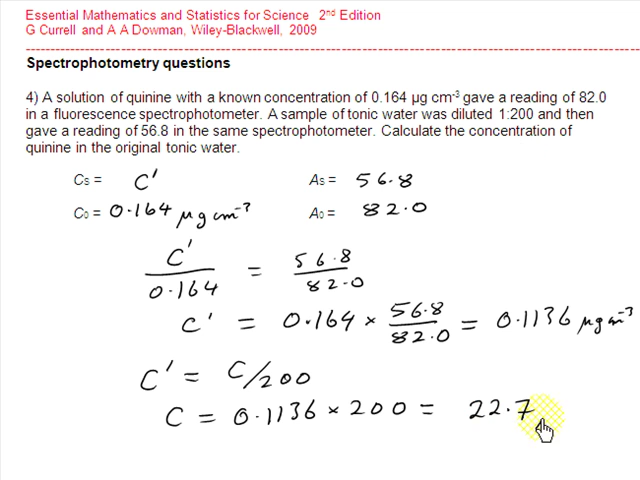 Essential Mathematics and Statistics for Science 2nd Edition
G Currell and A A Dowman, Wiley-Blackwell, 2009
Spectrophotometry questions
4) A solution of quinine with a known concentration of 0.164 µg cm⁻³ gave a reading of 82.0
in a fluorescence spectrophotometer. A sample of tonic water was diluted 1:200 and then
gave a reading of 56.8 in the same spectrophotometer. Calculate the concentration of
quinine in the original tonic water.
Cs = C' As = 56.8
C0 = 0.164 µg cm⁻³ A0 = 82.0
C' / 0.164 = 56.8 / 82.0
C' = 0.164 × 56.8 / 82.0 = 0.1136 µg cm⁻³
C' = C/200
C = 0.1136 × 200 = 22.7